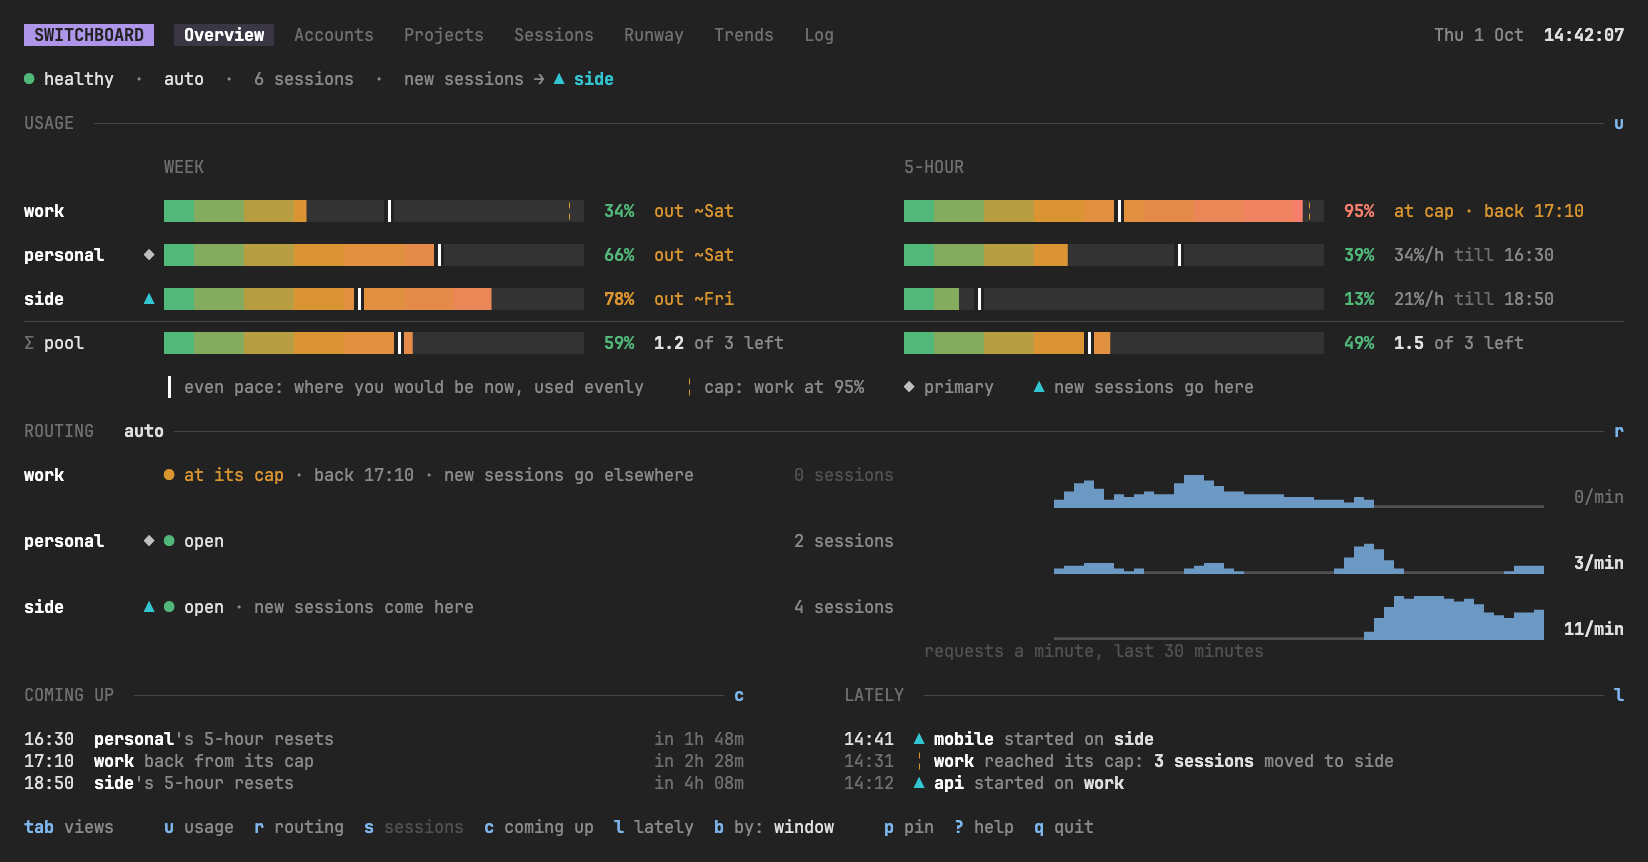 SWITCHBOARD Overview Accounts Projects Sessions Runway Trends Log Thu 1 Oct 14:42:07
● healthy · auto · 6 sessions · new sessions → ▲ side
USAGE u
WEEK 5-HOUR
work 34% out ~Sat 95% at cap · back 17:10
personal ◆ 66% out ~Sat 39% 34%/h till 16:30
side ▲ 78% out ~Fri 13% 21%/h till 18:50
Σ pool 59% 1.2 of 3 left 49% 1.5 of 3 left
even pace: where you would be now, used evenly ¦ cap: work at 95% ◆ primary ▲ new sessions go here
ROUTING auto r
work ● at its cap · back 17:10 · new sessions go elsewhere 0 sessions 0/min
personal ◆ ● open 2 sessions 3/min
side ▲ ● open · new sessions come here 4 sessions 11/min
requests a minute, last 30 minutes
COMING UP c
16:30 personal's 5-hour resets in 1h 48m
17:10 work back from its cap in 2h 28m
18:50 side's 5-hour resets in 4h 08m
LATELY l
14:41 ▲ mobile started on side
14:31 ¦ work reached its cap: 3 sessions moved to side
14:12 ▲ api started on work
tab views u usage r routing s sessions c coming up l lately b by: window p pin ? help q quit